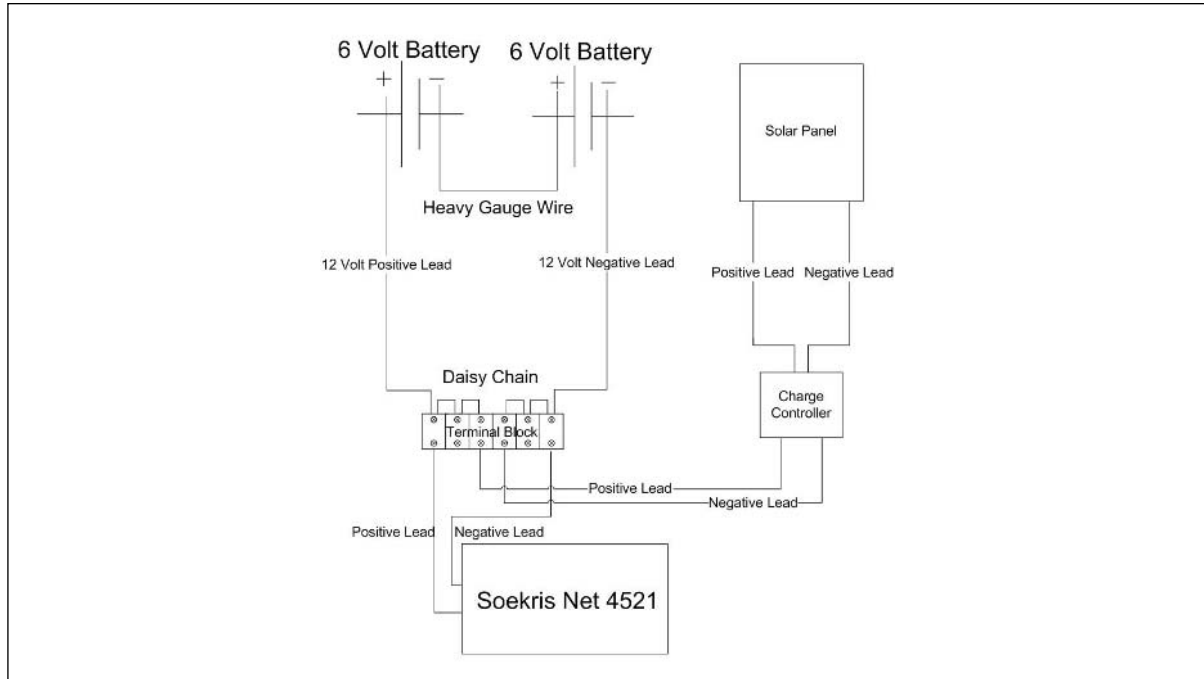 6 Volt Battery
6 Volt Battery
+
−
+
−
Solar Panel
Heavy Gauge Wire
12 Volt Positive Lead
12 Volt Negative Lead
Positive Lead
Negative Lead
Daisy Chain
Charge
Controller
Terminal Block
Positive Lead
Negative Lead
Positive Lead
Negative Lead
Soekris Net 4521